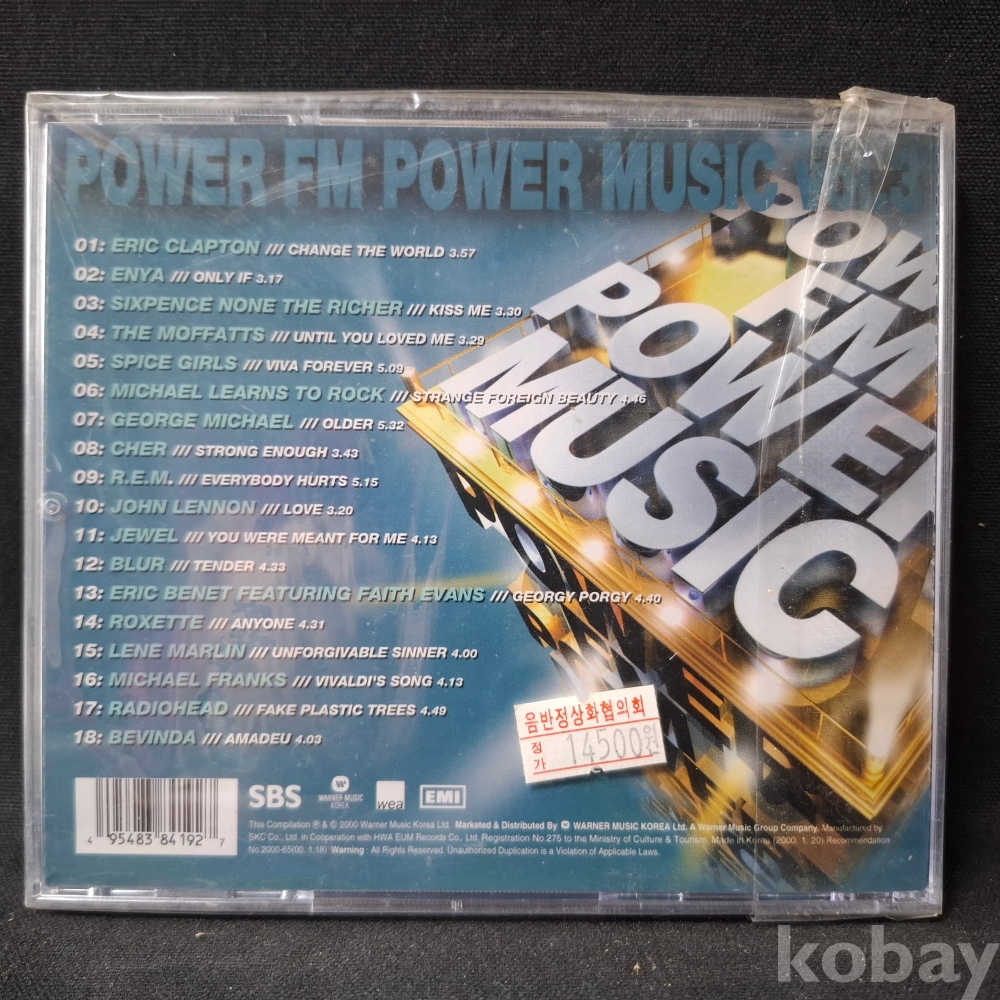 POWER FM POWER MUSIC Vol.3
01: ERIC CLAPTON /// CHANGE THE WORLD 3.57
02: ENYA /// ONLY IF 3.17
03: SIXPENCE NONE THE RICHER /// KISS ME 3.30
04: THE MOFFATTS /// UNTIL YOU LOVED ME 3.29
05: SPICE GIRLS /// VIVA FOREVER 5.09
06: MICHAEL LEARNS TO ROCK /// STRANGE FOREIGN BEAUTY 4.46
07: GEORGE MICHAEL /// OLDER 5.32
08: CHER /// STRONG ENOUGH 3.43
09: R.E.M. /// EVERYBODY HURTS 5.15
10: JOHN LENNON /// LOVE 3.20
11: JEWEL /// YOU WERE MEANT FOR ME 4.13
12: BLUR /// TENDER 4.33
13: ERIC BENET FEATURING FAITH EVANS /// GEORGY PORGY 4.40
14: ROXETTE /// ANYONE 4.31
15: LENE MARLIN /// UNFORGIVABLE SINNER 4.00
16: MICHAEL FRANKS /// VIVALDI'S SONG 4.13
17: RADIOHEAD /// FAKE PLASTIC TREES 4.49
18: BEVINDA /// AMADEU 4.03
POW
FM
POWER
MUSIC
음반정상화협의회
정가 14500원
4 95483 84192 7
SBS
WARNER MUSIC
KOREA
wea
EMI
This Compilation ℗ & © 2000 Warner Music Korea Ltd. Marketed & Distributed By WARNER MUSIC KOREA Ltd. A Warner Music Group Company. Manufactured by
SKC Co., Ltd. in Cooperation with HWA EUM Records Co., Ltd. Registration No.275 to the Ministry of Culture & Tourism. Made in Korea (2000. 1. 20) Recommendation
No.2000-65(00.1.18) Warning : All Rights Reserved. Unauthorized Duplication is a Violation of Applicable Laws.
kobay